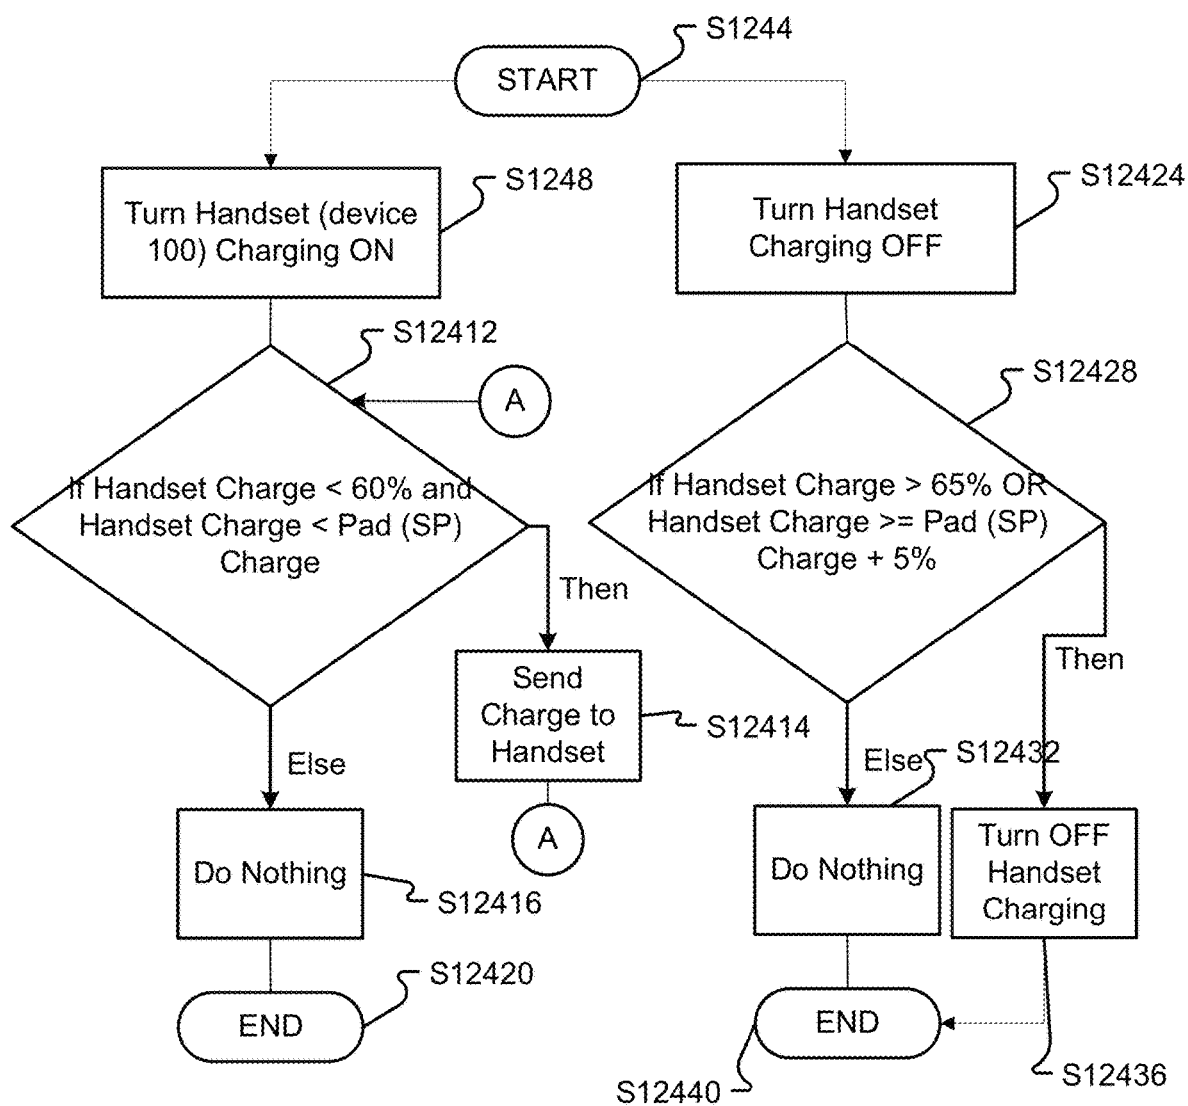 S1244
START
S1248
Turn Handset (device
100) Charging ON
S12424
Turn Handset
Charging OFF
S12412
A
If Handset Charge < 60% and
Handset Charge < Pad (SP)
Charge
Then
Send
Charge to
Handset
S12414
A
Else
Do Nothing
S12416
END
S12420
S12428
If Handset Charge > 65% OR
Handset Charge >= Pad (SP)
Charge + 5%
Then
Else
S12432
Do Nothing
Turn OFF
Handset
Charging
END
S12440
S12436